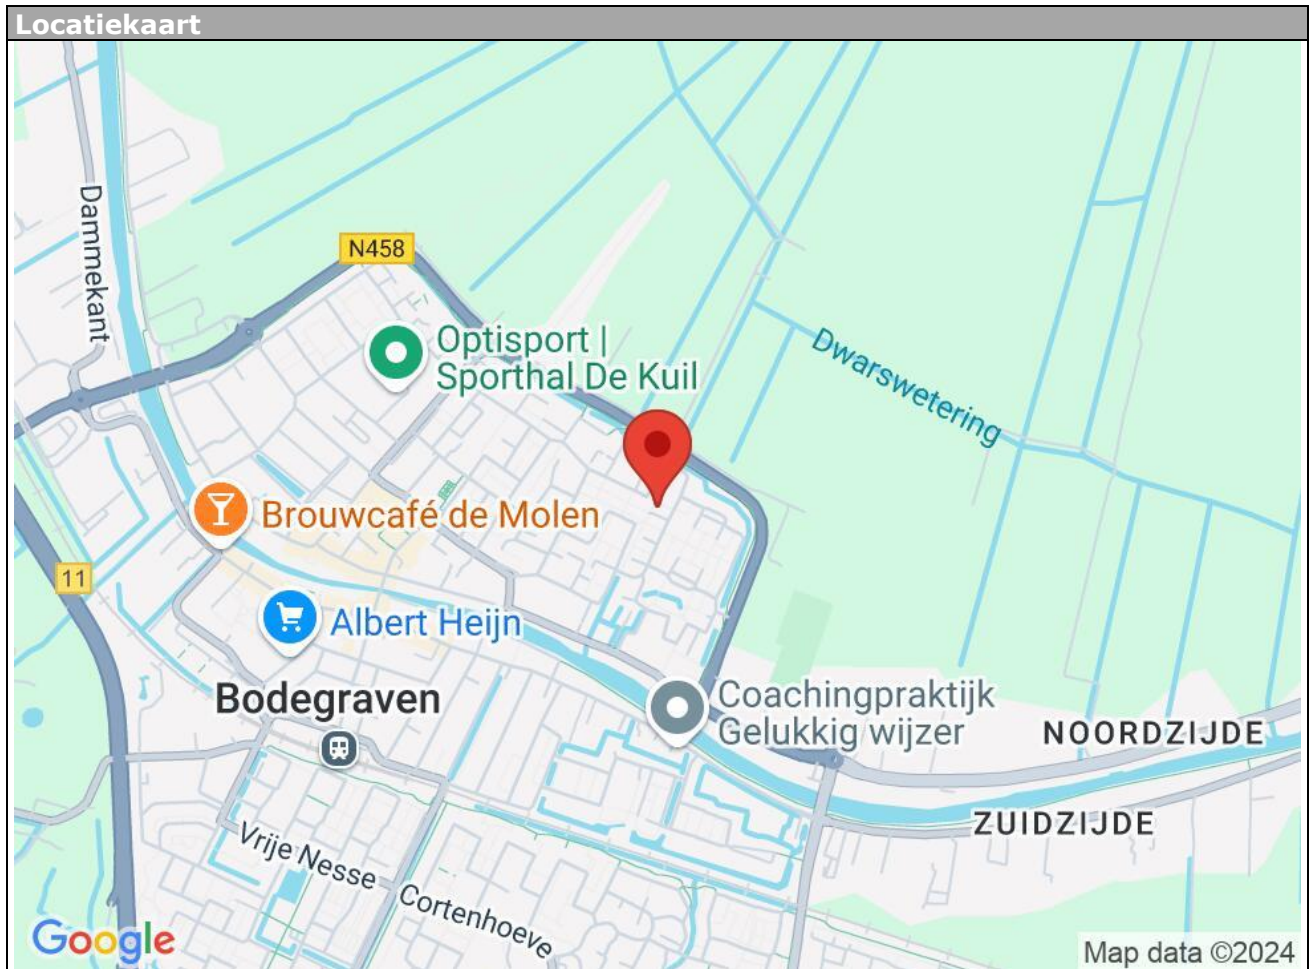 Locatiekaart
Dammekant
N458
Optisport |
Sporthal De Kuil
Dwarswetering
Brouwcafé de Molen
11
Albert Heijn
Bodegraven
Coachingpraktijk
Gelukkig wijzer
NOORDZIJDE
ZUIDZIJDE
Vrije Nesse
Cortenhoeve
Google
Map data ©2024